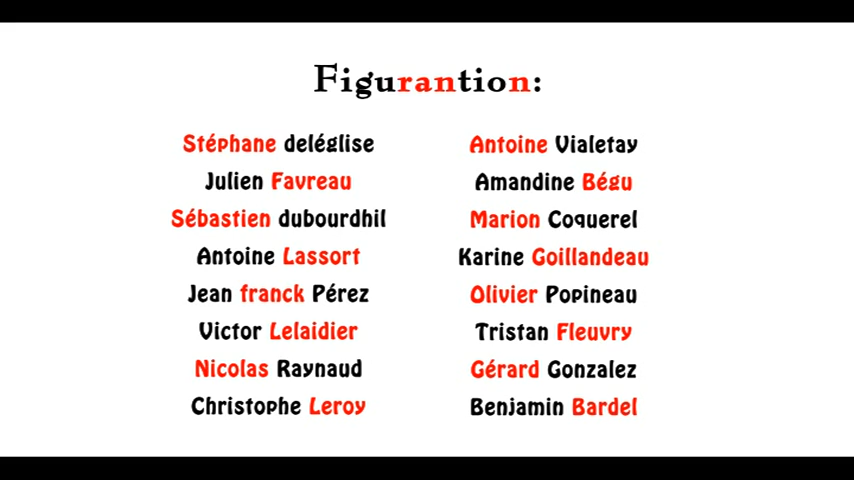 Figurantion:
Stéphane deléglise
Julien Favreau
Sébastien dubourdhil
Antoine Lassort
Jean franck Pérez
Victor Lelaidier
Nicolas Raynaud
Christophe Leroy
Antoine Vialetay
Amandine Bégu
Marion Coquerel
Karine Goillandeau
Olivier Popineau
Tristan Fleuvry
Gérard Gonzalez
Benjamin Bardel